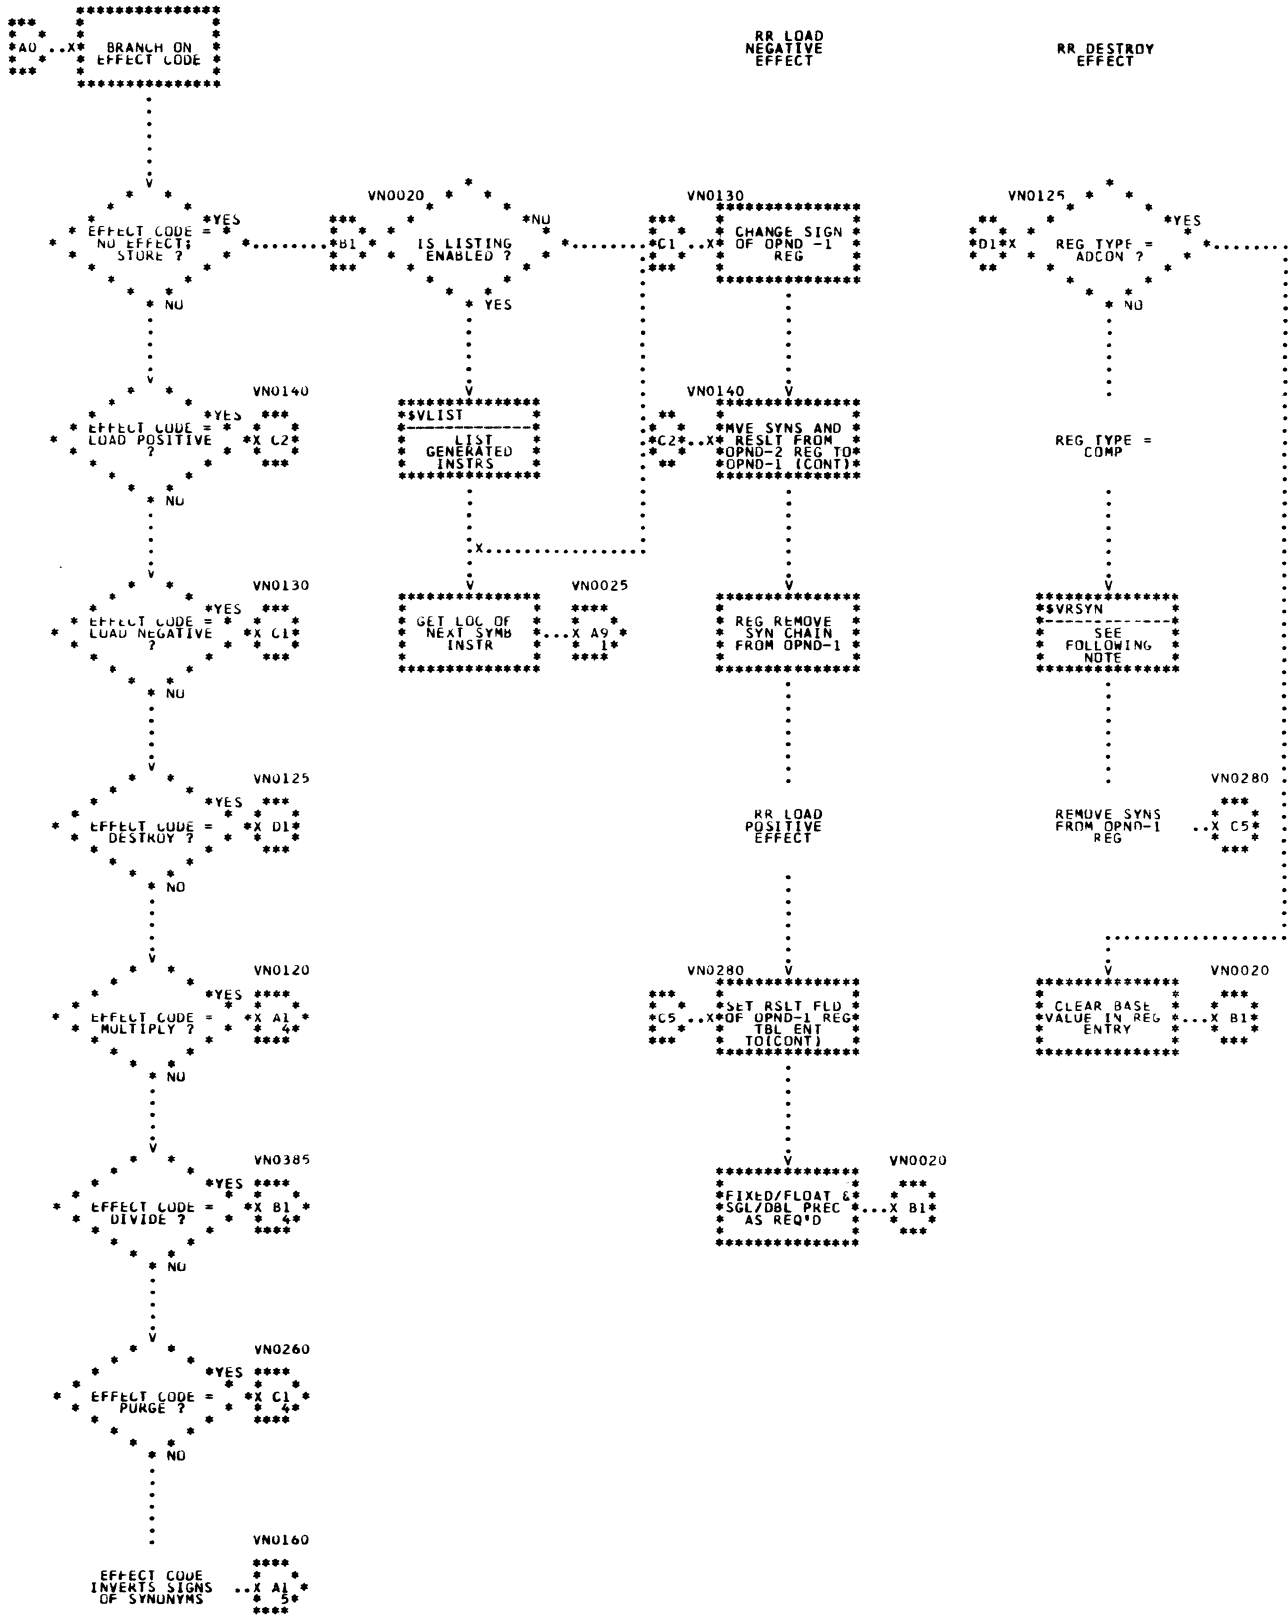 A0
BRANCH ON
EFFECT CODE
EFFECT CODE =
NO EFFECT;
STORE ?
YES
NO
VN0140
EFFECT CODE =
LOAD POSITIVE
?
YES
X C2
NO
VN0130
EFFECT CODE =
LOAD NEGATIVE
?
YES
X C1
NO
VN0125
EFFECT CODE =
DESTROY ?
YES
X D1
NO
VN0120
EFFECT CODE =
MULTIPLY ?
YES
X A1
4
NO
VN0385
EFFECT CODE =
DIVIDE ?
YES
X B1
4
NO
VN0260
EFFECT CODE =
PURGE ?
YES
X C1
4
NO
VN0160
EFFECT CODE
INVERTS SIGNS
OF SYNONYMS
X A1
5
VN0020
B1
IS LISTING
ENABLED ?
NO
YES
$VLIST
LIST
GENERATED
INSTRS
VN0025
GET LOC OF
NEXT SYMB
INSTR
X A9
1
RR LOAD
NEGATIVE
EFFECT
VN0130
C1
X
CHANGE SIGN
OF OPND -1
REG
VN0140
C2
X
MVE SYNS AND
RESLT FROM
OPND-2 REG TO
OPND-1 (CONT)
REG REMOVE
SYN CHAIN
FROM OPND-1
RR LOAD
POSITIVE
EFFECT
VN0280
C5
X
SET RSLT FLD
OF OPND-1 REG
TBL ENT
TO(CONT)
FIXED/FLOAT &
SGL/DBL PREC
AS REQ'D
VN0020
X B1
RR DESTROY
EFFECT
VN0125
D1
X
REG TYPE =
ADCON ?
YES
NO
REG TYPE =
COMP
$VRSYN
SEE
FOLLOWING
NOTE
VN0280
REMOVE SYNS
FROM OPND-1
REG
X C5
VN0020
CLEAR BASE
VALUE IN REG
ENTRY
X B1